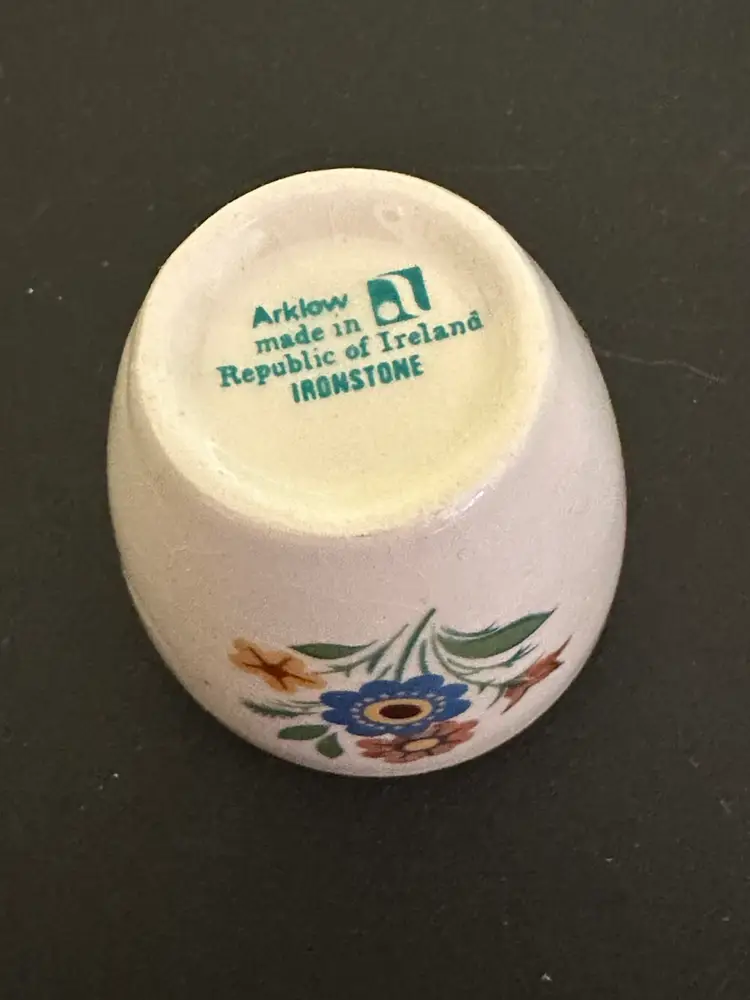 Arklow
made in
Republic of Ireland
IRONSTONE